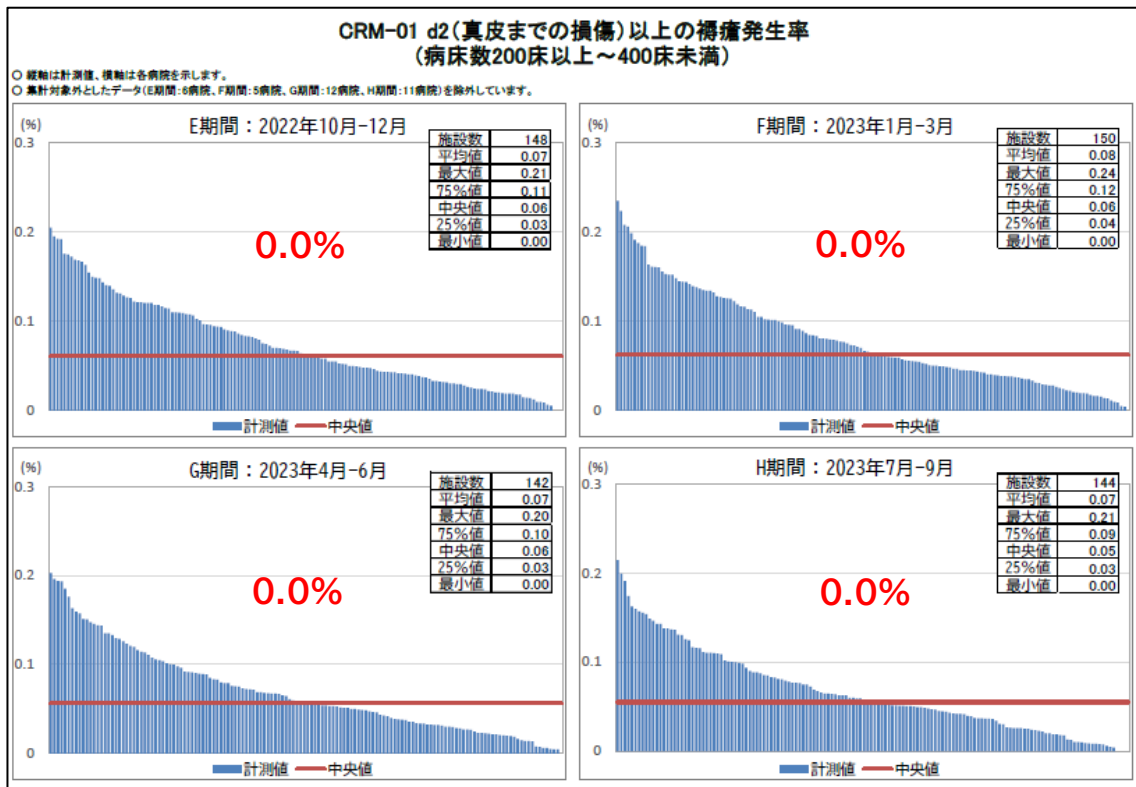 CRM-01 d2(真皮までの損傷)以上の褥瘡発生率
(病床数200床以上～400床未満)
○ 縦軸は計測値、横軸は各病院を示します。
○ 集計対象外としたデータ(E期間:6病院、F期間:5病院、G期間:12病院、H期間:11病院)を除外しています。
(%)
E期間：2022年10月-12月
施設数 148
平均値 0.07
最大値 0.21
75%値 0.11
中央値 0.06
25%値 0.03
最小値 0.00
0.3
0.2
0.1
0
0.0%
計測値 中央値
(%)
F期間：2023年1月-3月
施設数 150
平均値 0.08
最大値 0.24
75%値 0.12
中央値 0.06
25%値 0.04
最小値 0.00
0.3
0.2
0.1
0
0.0%
計測値 中央値
(%)
G期間：2023年4月-6月
施設数 142
平均値 0.07
最大値 0.20
75%値 0.10
中央値 0.06
25%値 0.03
最小値 0.00
0.3
0.2
0.1
0
0.0%
計測値 中央値
(%)
H期間：2023年7月-9月
施設数 144
平均値 0.07
最大値 0.21
75%値 0.09
中央値 0.05
25%値 0.03
最小値 0.00
0.3
0.2
0.1
0
0.0%
計測値 中央値